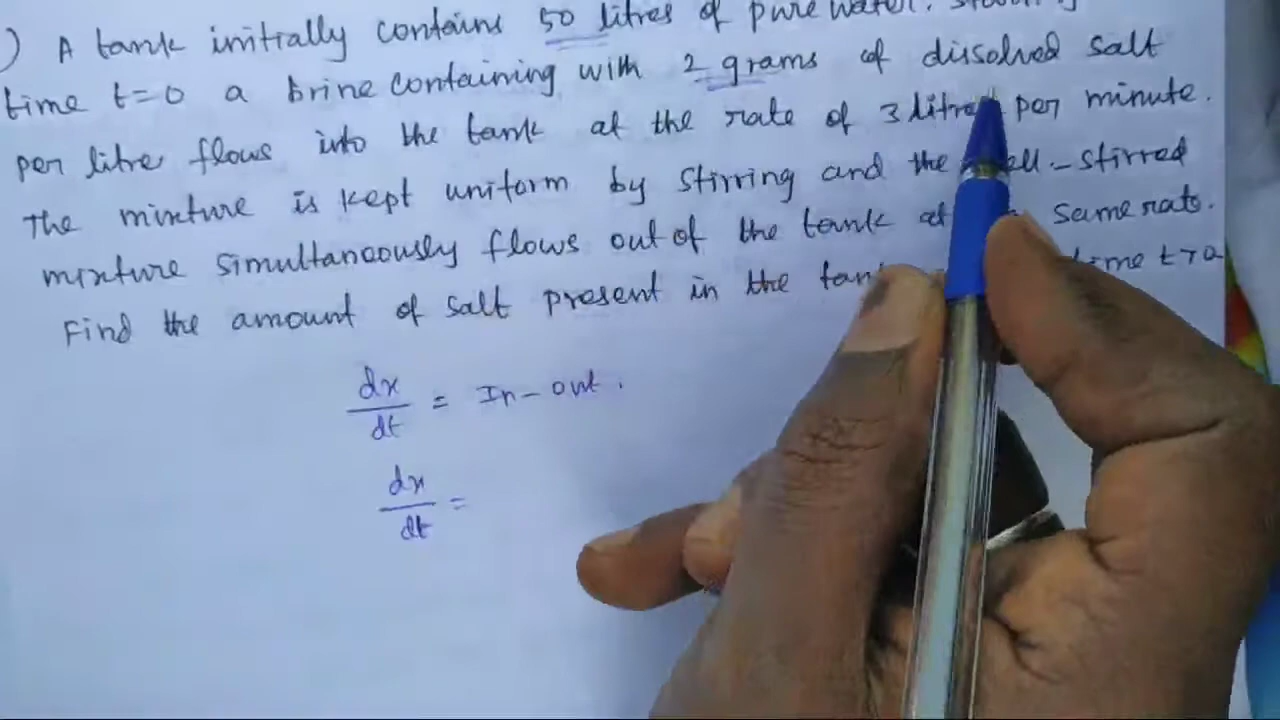 ) A tank initially contains 50 litres of pure water.
time t=0 a brine containing with 2 grams of dissolved salt
per litre flows into the tank at the rate of 3 litres per minute.
The mixture is kept uniform by stirring and the well-stirred
mixture simultaneously flows out of the tank at same rate.
Find the amount of salt present in the tank time t>0
dx/dt = In - out.
dx/dt =